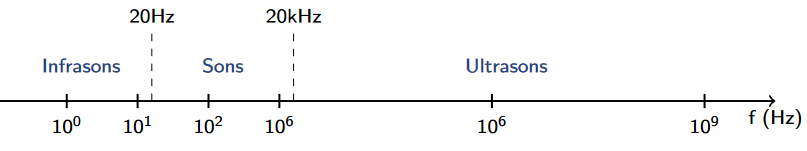 20Hz 20kHz
Infrasons Sons Ultrasons
10⁰ 10¹ 10² 10⁶ 10⁶ 10⁹ f (Hz)